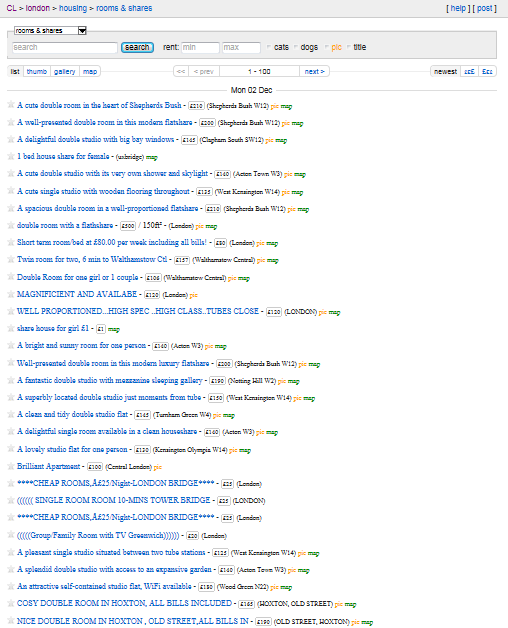 CL > london > housing > rooms & shares [ help ] [ post ]
rooms & shares
search search rent: min max cats dogs pic title
list thumb gallery map << < prev 1 - 100 next > newest £££ £££
Mon 02 Dec
A cute double room in the heart of Shepherds Bush - £210 (Shepherds Bush W12) pic map
A well-presented double room in this modern flatshare - £200 (Shepherds Bush W12) pic map
A delightful double studio with big bay windows - £145 (Clapham South SW12) pic map
1 bed house share for female - (uxbridge) map
A cute double studio with its very own shower and skylight - £140 (Acton Town W3) pic map
A cute single studio with wooden flooring throughout - £135 (West Kensington W14) pic map
A spacious double room in a well-proportioned flatshare - £210 (Shepherds Bush W12) pic map
double room with a flathshare - £500 / 150ft² - (London) pic map
Short term room/bed at £80.00 per week including all bills! - £80 (London) pic map
Twin room for two, 6 min to Walthamstow Ctl - £157 (Walthamstow Central) pic map
Double Room for one girl or 1 couple - £106 (Walthamstow Central) pic map
MAGNIFICIENT AND AVAILABE - £120 (London) pic
WELL PROPORTIONED...HIGH SPEC ..HIGH CLASS..TUBES CLOSE - £120 (LONDON) pic map
share house for girl £1 - £1 map
A bright and sunny room for one person - £140 (Acton W3) pic map
Well-presented double room in this modern luxury flatshare - £200 (Shepherds Bush W12) pic map
A fantastic double studio with mezzanine sleeping gallery - £190 (Notting Hill W2) pic map
A superbly located double studio just moments from tube - £150 (West Kensington W14) pic map
A clean and tidy double studio flat - £145 (Turnham Green W4) pic map
A delightful single room available in a clean houseshare - £140 (Acton W3) pic map
A lovely studio flat for one person - £130 (Kensington Olympia W14) pic map
Brilliant Apartment - £100 (Central London) pic
****CHEAP ROOMS,Â£25/Night-LONDON BRIDGE**** - £25 (London)
(((((( SINGLE ROOM ROOM 10-MINS TOWER BRIDGE - £25 (LONDON)
****CHEAP ROOMS,Â£25/Night-LONDON BRIDGE**** - £25 (London)
(((((Group/Family Room with TV Greenwich)))))) - £20 (London)
A pleasant single studio situated between two tube stations - £125 (West Kensington W14) pic map
A splendid double studio with access to an expansive garden - £140 (Acton Town W3) pic map
An attractive self-contained studio flat, WiFi available - £180 (Wood Green N22) pic map
COSY DOUBLE ROOM IN HOXTON, ALL BILLS INCLUDED - £165 (HOXTON, OLD STREET) pic map
NICE DOUBLE ROOM IN HOXTON , OLD STREET,ALL BILLS IN - £190 (OLD STREET, HOXTON) pic map